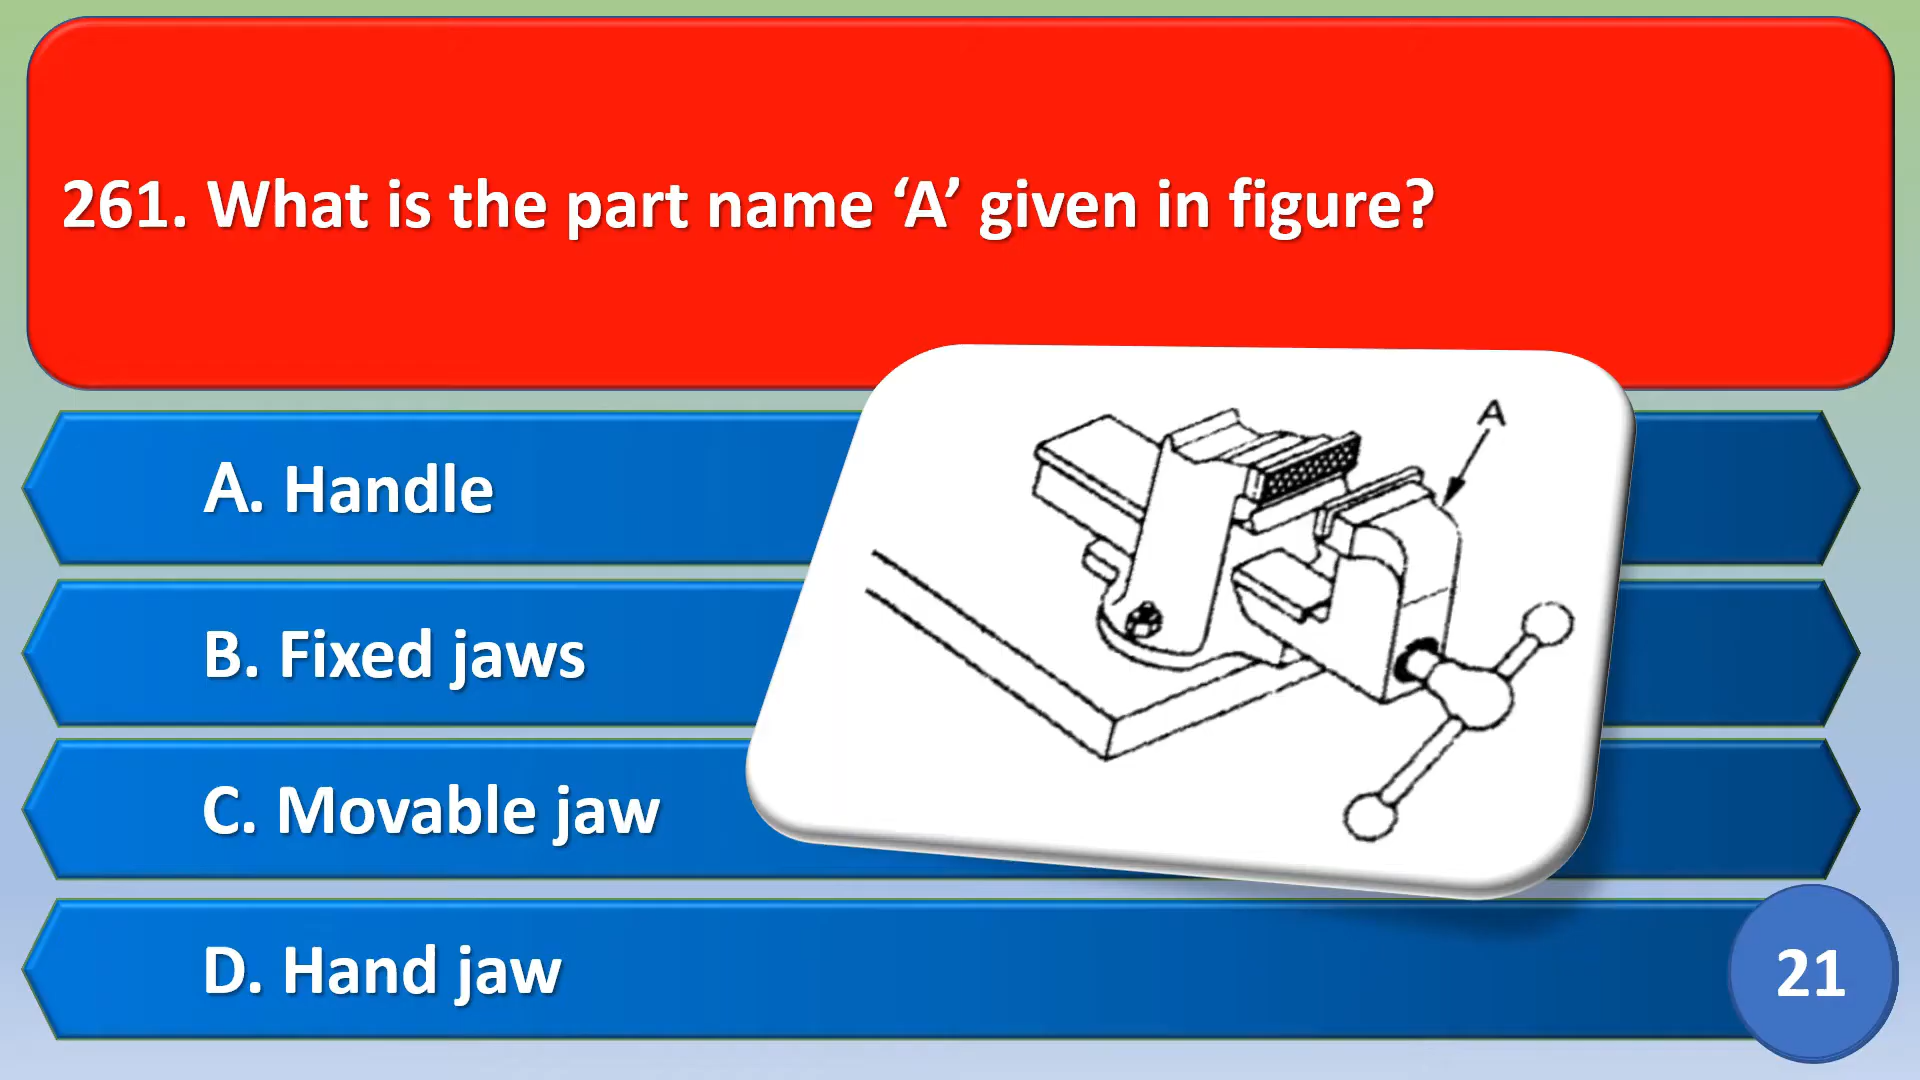 261. What is the part name ‘A’ given in figure?
A
A. Handle
B. Fixed jaws
C. Movable jaw
D. Hand jaw
21